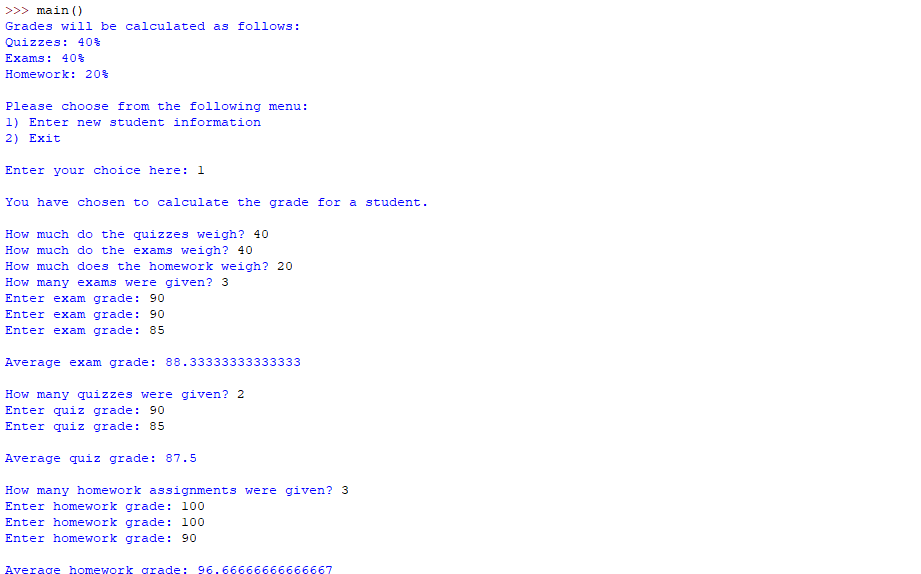 >>> main()
Grades will be calculated as follows:
Quizzes: 40%
Exams: 40%
Homework: 20%
Please choose from the following menu:
1) Enter new student information
2) Exit
Enter your choice here: 1
You have chosen to calculate the grade for a student.
How much do the quizzes weigh? 40
How much do the exams weigh? 40
How much does the homework weigh? 20
How many exams were given? 3
Enter exam grade: 90
Enter exam grade: 90
Enter exam grade: 85
Average exam grade: 88.33333333333333
How many quizzes were given? 2
Enter quiz grade: 90
Enter quiz grade: 85
Average quiz grade: 87.5
How many homework assignments were given? 3
Enter homework grade: 100
Enter homework grade: 100
Enter homework grade: 90
Average homework grade: 96.66666666666667